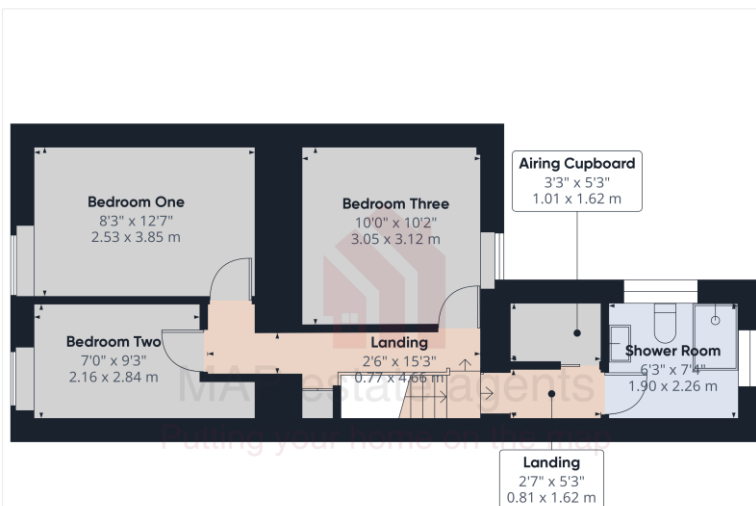 Bedroom One
8'3" x 12'7"
2.53 x 3.85 m
Bedroom Three
10'0" x 10'2"
3.05 x 3.12 m
Airing Cupboard
3'3" x 5'3"
1.01 x 1.62 m
Bedroom Two
7'0" x 9'3"
2.16 x 2.84 m
Landing
2'6" x 15'3"
0.77 x 4.66 m
Shower Room
6'3" x 7'4"
1.90 x 2.26 m
MAP estate agents
Putting your home on the map
Landing
2'7" x 5'3"
0.81 x 1.62 m